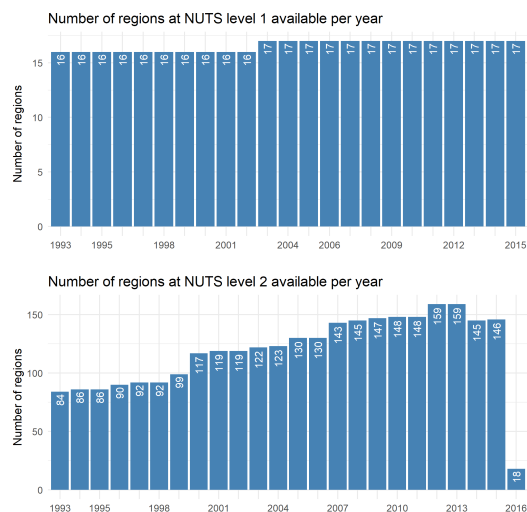 Number of regions at NUTS level 1 available per year
Number of regions
15
10
5
0
16 16 16 16 16 16 16 16 16 16 17 17 17 17 17 17 17 17 17 17 17 17 17
1993 1995 1998 2001 2004 2006 2009 2012 2015
Number of regions at NUTS level 2 available per year
Number of regions
150
100
50
0
84 86 86 90 92 92 99 117 119 119 122 123 130 130 143 145 147 148 148 159 159 145 146 18
1993 1995 1998 2001 2004 2007 2010 2013 2016